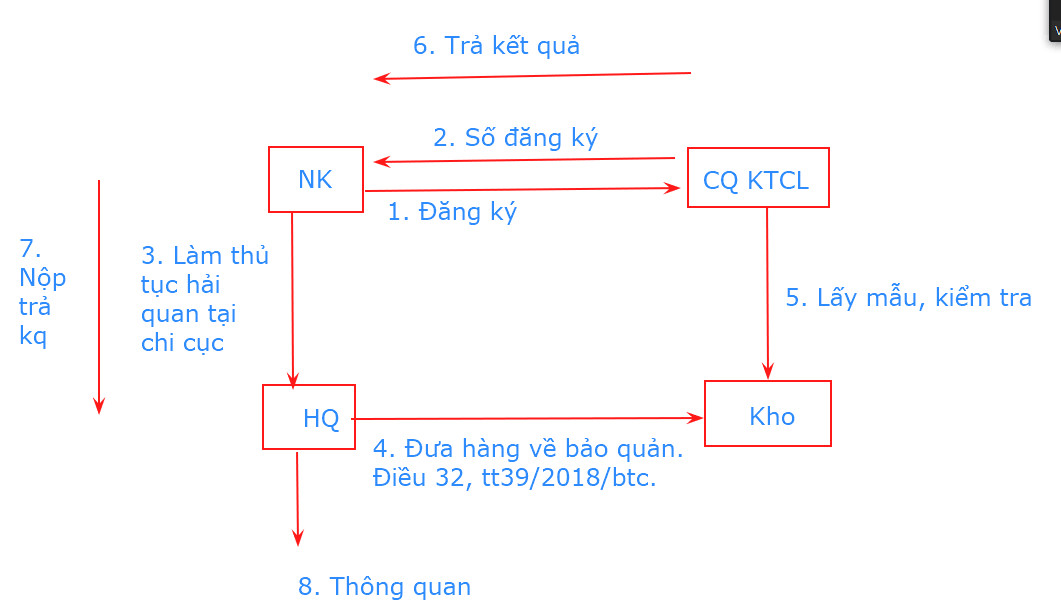 6. Trả kết quả
2. Số đăng ký
NK
CQ KTCL
1. Đăng ký
7.
Nộp
trả
kq
3. Làm thủ
tục hải
quan tại
chi cục
5. Lấy mẫu, kiểm tra
HQ
Kho
4. Đưa hàng về bảo quản.
Điều 32, tt39/2018/btc.
8. Thông quan